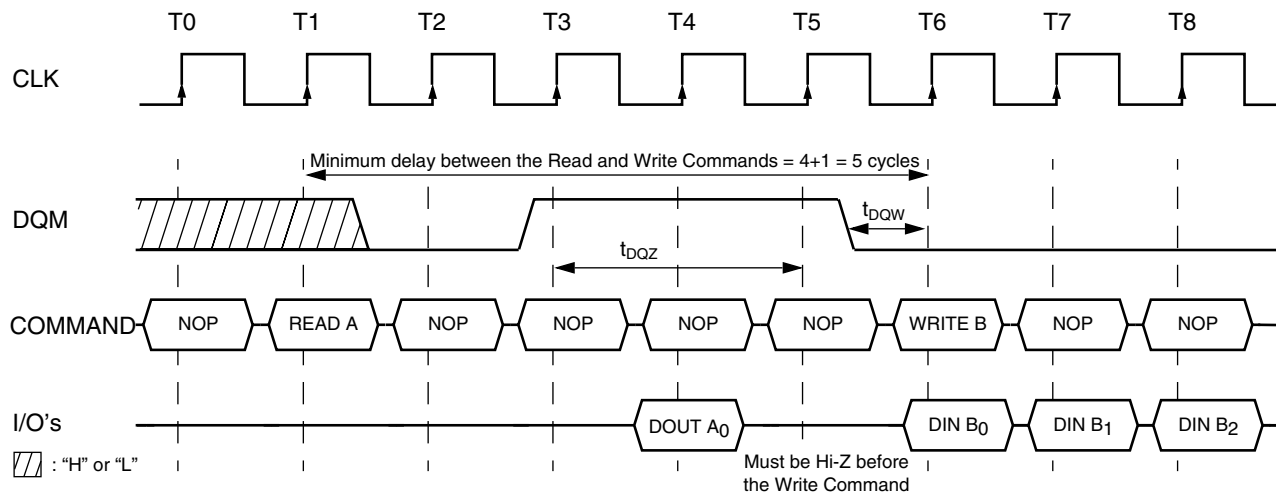 T0 T1 T2 T3 T4 T5 T6 T7 T8
CLK
Minimum delay between the Read and Write Commands = 4+1 = 5 cycles
DQM
tDQW
tDQZ
COMMAND NOP READ A NOP NOP NOP NOP WRITE B NOP NOP
I/O's DOUT A0 DIN B0 DIN B1 DIN B2
: “H” or “L”
Must be Hi-Z before
the Write Command